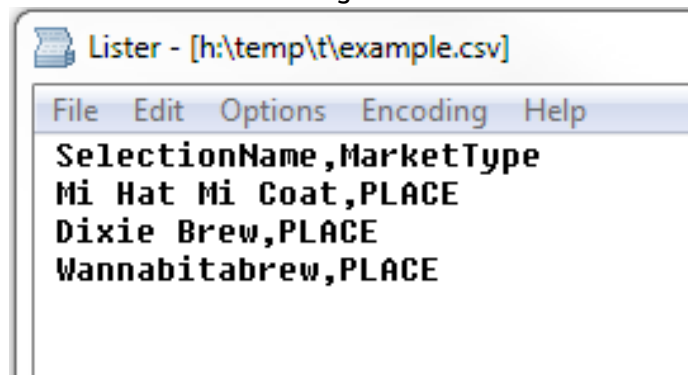 Lister - [h:\temp\t\example.csv]
File Edit Options Encoding Help
SelectionName,MarketType
Mi Hat Mi Coat,PLACE
Dixie Brew,PLACE
Wannabitabrew,PLACE